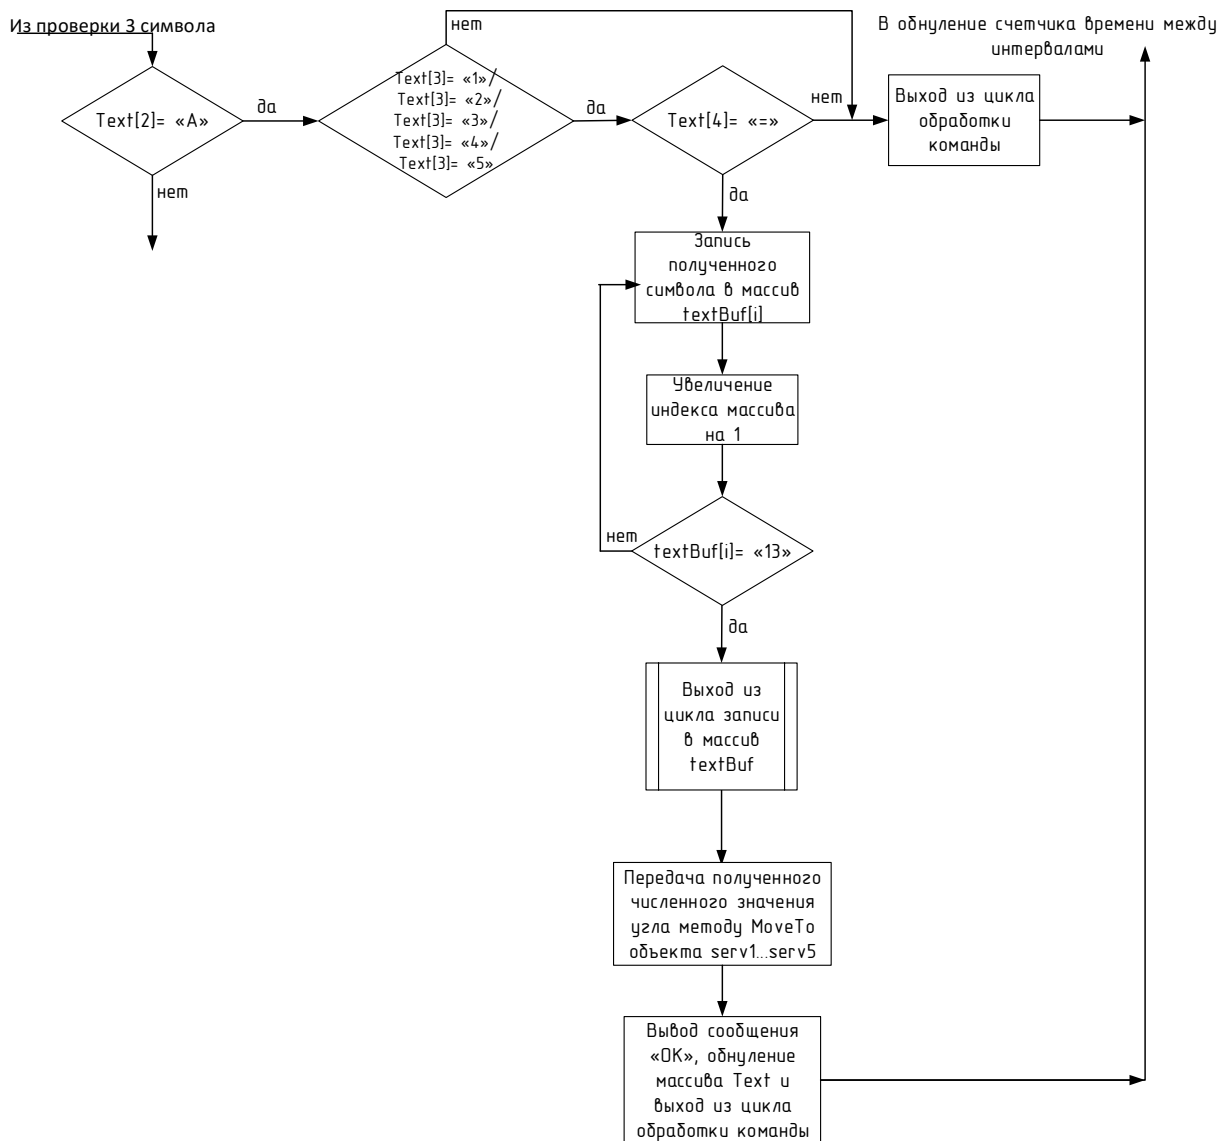 Из проверки 3 символа
нет
В обнуление счетчика времени между
интервалами
Text[2]= «A»
да
Text[3]= «1»/
Text[3]= «2»/
Text[3]= «3»/
Text[3]= «4»/
Text[3]= «5»
да
Text[4]= «=»
нет
Выход из цикла
обработки
команды
нет
да
Запись
полученного
символа в массив
textBuf[i]
Увеличение
индекса массива
на 1
нет
textBuf[i]= «13»
да
Выход из
цикла записи
в массив
textBuf
Передача полученного
численного значения
угла методу MoveTo
объекта serv1...serv5
Вывод сообщения
«OK», обнуление
массива Text и
выход из цикла
обработки команды